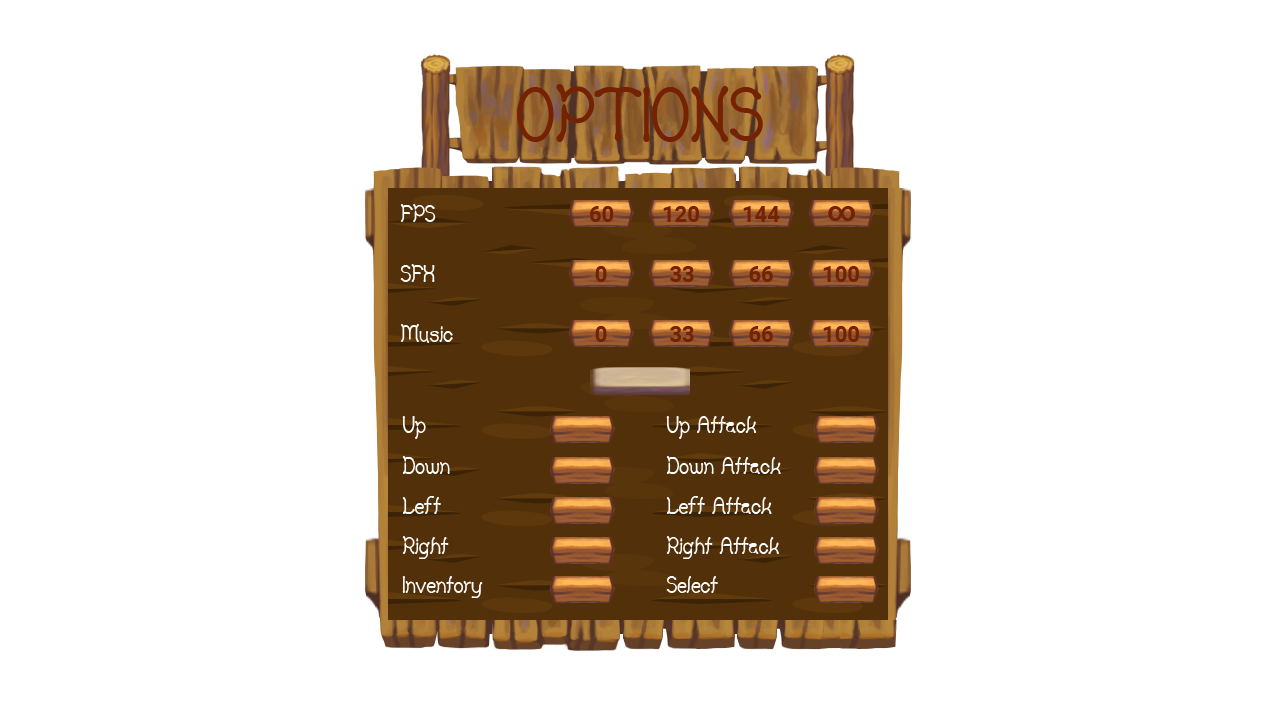 OPTIONS
FPS 60 120 144 ∞
SFX 0 33 66 100
Music 0 33 66 100
Up Up Attack
Down Down Attack
Left Left Attack
Right Right Attack
Inventory Select